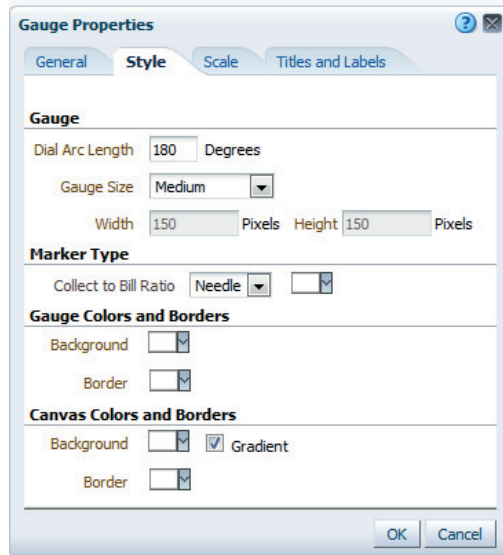 Gauge Properties
General Style Scale Titles and Labels
Gauge
Dial Arc Length 180 Degrees
Gauge Size Medium
Width 150 Pixels Height 150 Pixels
Marker Type
Collect to Bill Ratio Needle
Gauge Colors and Borders
Background
Border
Canvas Colors and Borders
Background Gradient
Border
OK Cancel